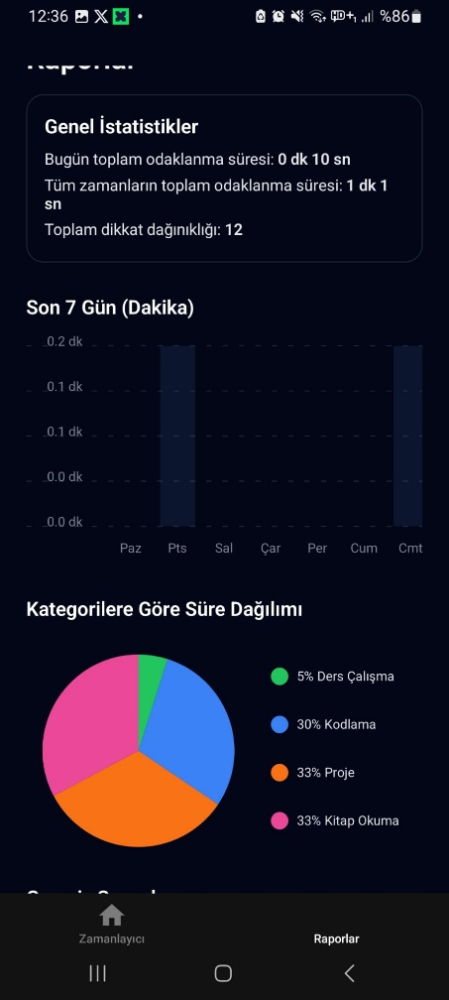 12:36
%86
Raporlar
Genel İstatistikler
Bugün toplam odaklanma süresi: 0 dk 10 sn
Tüm zamanların toplam odaklanma süresi: 1 dk 1
sn
Toplam dikkat dağınıklığı: 12
Son 7 Gün (Dakika)
0.2 dk
0.1 dk
0.1 dk
0.0 dk
0.0 dk
Paz Pts Sal Çar Per Cum Cmt
Kategorilere Göre Süre Dağılımı
5% Ders Çalışma
30% Kodlama
33% Proje
33% Kitap Okuma
Zamanlayıcı
Raporlar